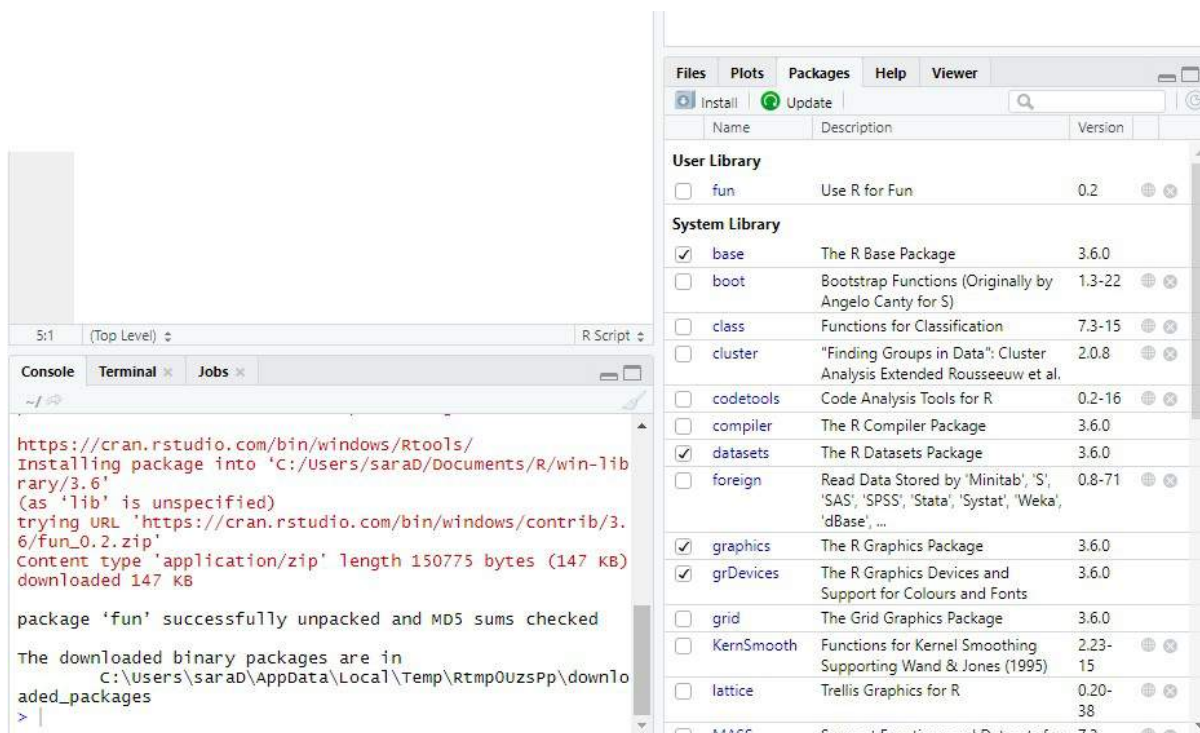 5:1 (Top Level) R Script
Console Terminal Jobs
~/
https://cran.rstudio.com/bin/windows/Rtools/
Installing package into ‘C:/Users/saraD/Documents/R/win-lib
rary/3.6’
(as ‘lib’ is unspecified)
trying URL 'https://cran.rstudio.com/bin/windows/contrib/3.
6/fun_0.2.zip'
Content type 'application/zip' length 150775 bytes (147 KB)
downloaded 147 KB
package ‘fun’ successfully unpacked and MD5 sums checked
The downloaded binary packages are in
C:\Users\saraD\AppData\Local\Temp\RtmpOUzsPp\downlo
aded_packages
>
Files Plots Packages Help Viewer
Install Update
Name Description Version
User Library
fun Use R for Fun 0.2
System Library
base The R Base Package 3.6.0
boot Bootstrap Functions (Originally by 1.3-22
Angelo Canty for S)
class Functions for Classification 7.3-15
cluster "Finding Groups in Data": Cluster 2.0.8
Analysis Extended Rousseeuw et al.
codetools Code Analysis Tools for R 0.2-16
compiler The R Compiler Package 3.6.0
datasets The R Datasets Package 3.6.0
foreign Read Data Stored by 'Minitab', 'S', 0.8-71
'SAS', 'SPSS', 'Stata', 'Systat', 'Weka',
'dBase', ...
graphics The R Graphics Package 3.6.0
grDevices The R Graphics Devices and 3.6.0
Support for Colours and Fonts
grid The Grid Graphics Package 3.6.0
KernSmooth Functions for Kernel Smoothing 2.23-
Supporting Wand & Jones (1995) 15
lattice Trellis Graphics for R 0.20-
38